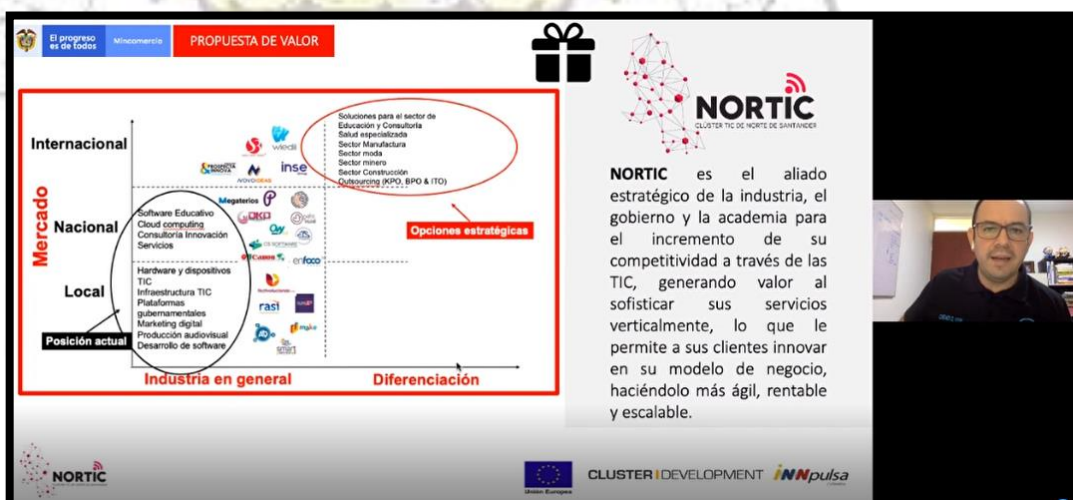 El progreso
es de todos
Mincomercio
PROPUESTA DE VALOR
Mercado
Internacional
Nacional
Local
Posición actual
Soluciones para el sector de
Educación y Consultoría
Salud especializada
Sector Manufactura
Sector moda
Sector minero
Sector Construcción
Outsourcing (KPO, BPO & ITO)
Opciones estratégicas
Software Educativo
Cloud computing
Consultoría Innovación
Servicios
Hardware y dispositivos
TIC
Infraestructura TIC
Plataformas
gubernamentales
Marketing digital
Producción audiovisual
Desarrollo de software
wiedii
inse
Megaterios
enfoco
rasi
Industria en general
Diferenciación
NORTIC
CLÚSTER TIC DE NORTE DE SANTANDER
NORTIC es el aliado
estratégico de la industria, el
gobierno y la academia para
el incremento de su
competitividad a través de las
TIC, generando valor al
sofisticar sus servicios
verticalmente, lo que le
permite a sus clientes innovar
en su modelo de negocio,
haciéndolo más ágil, rentable
y escalable.
NORTIC
Unión Europea
CLUSTER DEVELOPMENT
iNNpulsa